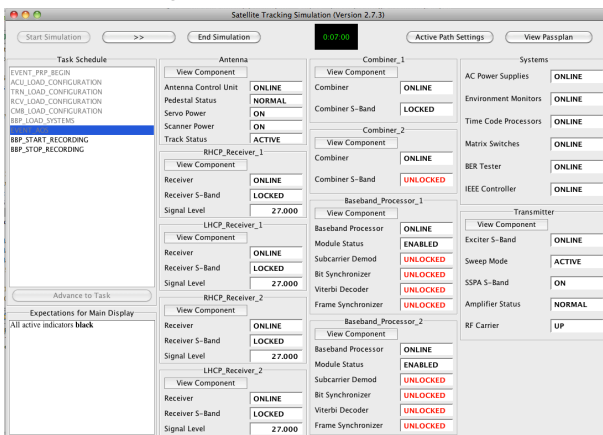 Satellite Tracking Simulation (Version 2.7.3)
Start Simulation
>>
End Simulation
0:07:00
Active Path Settings
View Passplan
Task Schedule
EVENT_PRP_BEGIN
ACU_LOAD_CONFIGURATION
TRN_LOAD_CONFIGURATION
RCV_LOAD_CONFIGURATION
CMB_LOAD_CONFIGURATION
BBP_LOAD_SYSTEMS
EVENT_AOS
BBP_START_RECORDING
BBP_STOP_RECORDING
Advance to Task
Expectations for Main Display
All active indicators black
Antenna
View Component
Antenna Control Unit ONLINE
Pedestal Status NORMAL
Servo Power ON
Scanner Power ON
Track Status ACTIVE
RHCP_Receiver_1
View Component
Receiver ONLINE
Receiver S-Band LOCKED
Signal Level 27.000
LHCP_Receiver_1
View Component
Receiver ONLINE
Receiver S-Band LOCKED
Signal Level 27.000
RHCP_Receiver_2
View Component
Receiver ONLINE
Receiver S-Band LOCKED
Signal Level 27.000
LHCP_Receiver_2
View Component
Receiver ONLINE
Receiver S-Band LOCKED
Signal Level 27.000
Combiner_1
View Component
Combiner ONLINE
Combiner S-Band LOCKED
Combiner_2
View Component
Combiner ONLINE
Combiner S-Band UNLOCKED
Baseband_Processor_1
View Component
Baseband Processor ONLINE
Module Status ENABLED
Subcarrier Demod UNLOCKED
Bit Synchronizer UNLOCKED
Viterbi Decoder UNLOCKED
Frame Synchronizer UNLOCKED
Baseband_Processor_2
View Component
Baseband Processor ONLINE
Module Status ENABLED
Subcarrier Demod UNLOCKED
Bit Synchronizer UNLOCKED
Viterbi Decoder UNLOCKED
Frame Synchronizer UNLOCKED
Systems
AC Power Supplies ONLINE
Environment Monitors ONLINE
Time Code Processors ONLINE
Matrix Switches ONLINE
BER Tester ONLINE
IEEE Controller ONLINE
Transmitter
View Component
Exciter S-Band ONLINE
Sweep Mode ACTIVE
SSPA S-Band ON
Amplifier Status NORMAL
RF Carrier UP